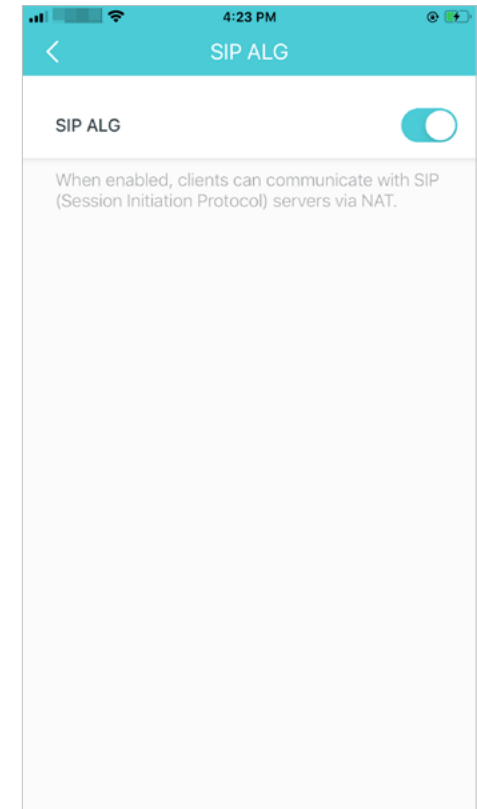 4:23 PM
SIP ALG
SIP ALG
When enabled, clients can communicate with SIP
(Session Initiation Protocol) servers via NAT.